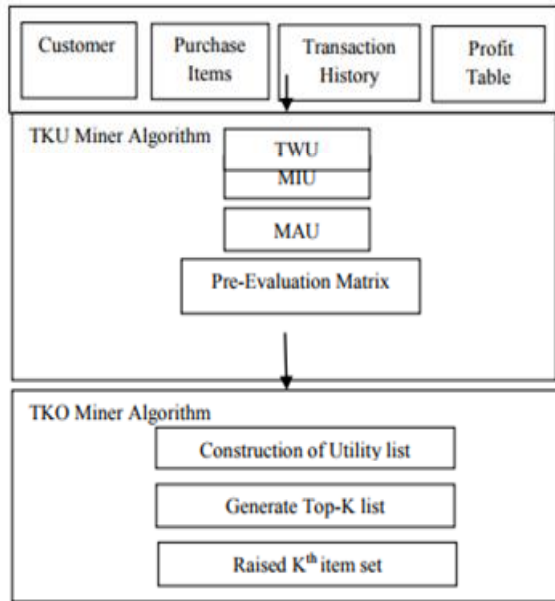 Customer
Purchase
Items
Transaction
History
Profit
Table
TKU Miner Algorithm
TWU
MIU
MAU
Pre-Evaluation Matrix
TKO Miner Algorithm
Construction of Utility list
Generate Top-K list
Raised Kth item set